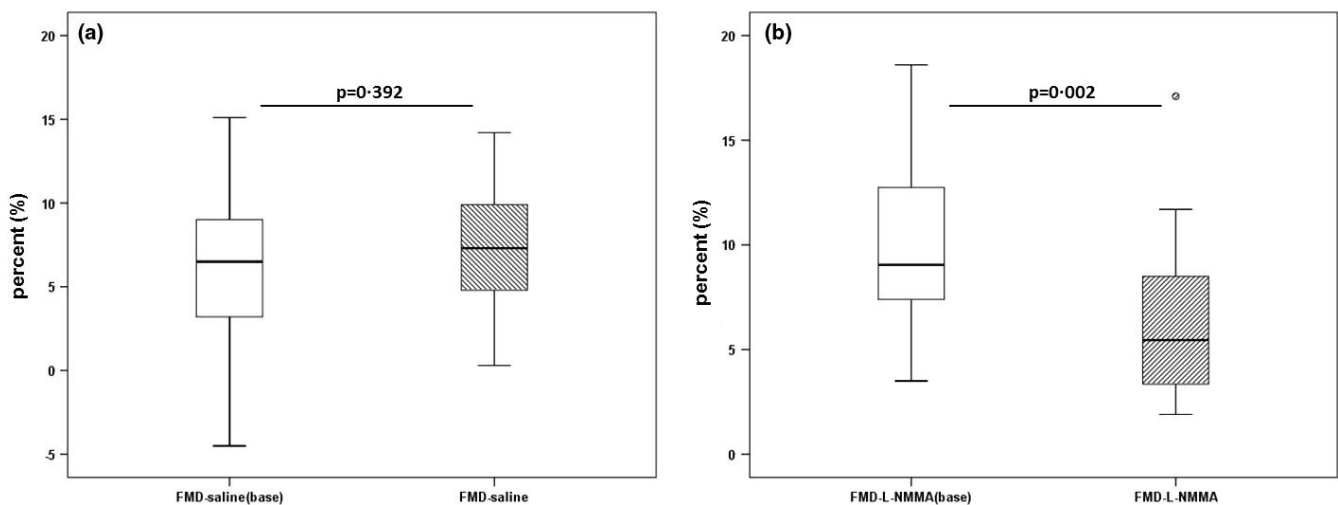 (a)
percent (%)
20
15
10
5
0
-5
p=0·392
FMD-saline(base)
FMD-saline
(b)
percent (%)
20
15
10
5
0
p=0·002
FMD-L-NMMA(base)
FMD-L-NMMA